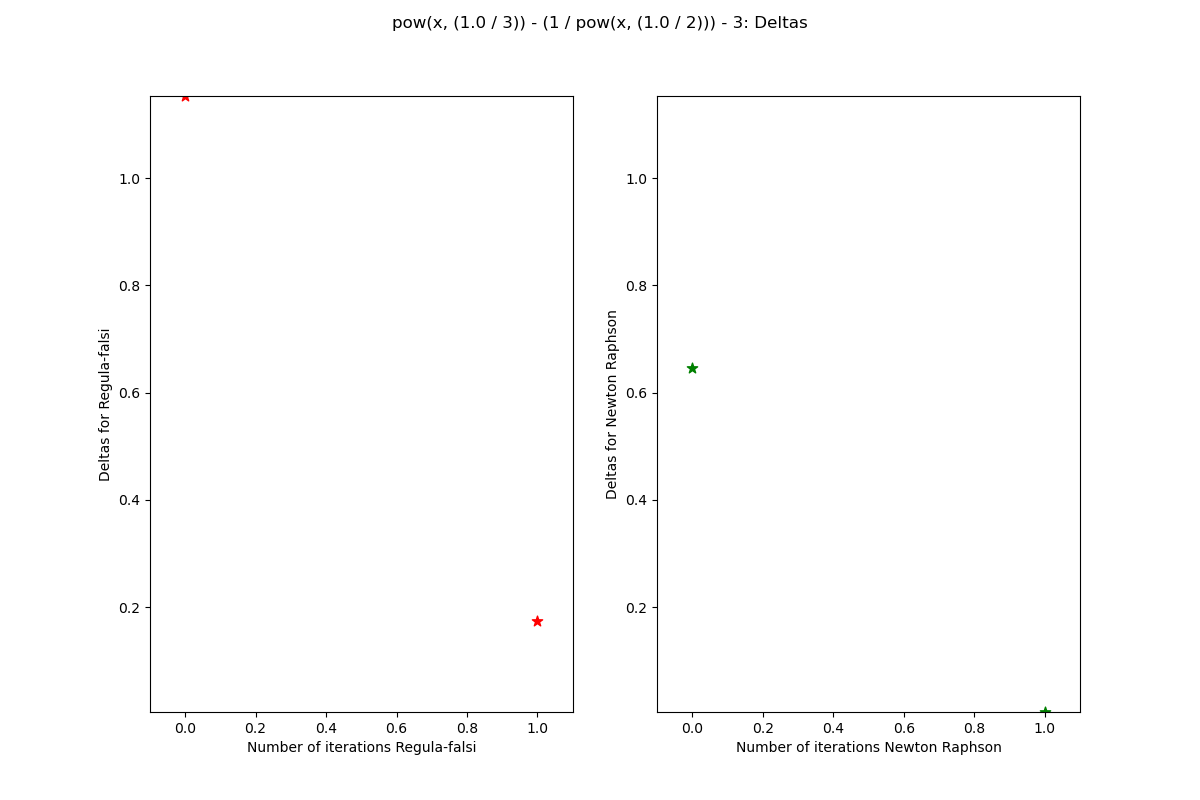 pow(x, (1.0 / 3)) - (1 / pow(x, (1.0 / 2))) - 3: Deltas
Deltas for Regula-falsi
1.0
0.8
0.6
0.4
0.2
0.0 0.2 0.4 0.6 0.8 1.0
Number of iterations Regula-falsi
Deltas for Newton Raphson
1.0
0.8
0.6
0.4
0.2
0.0 0.2 0.4 0.6 0.8 1.0
Number of iterations Newton Raphson